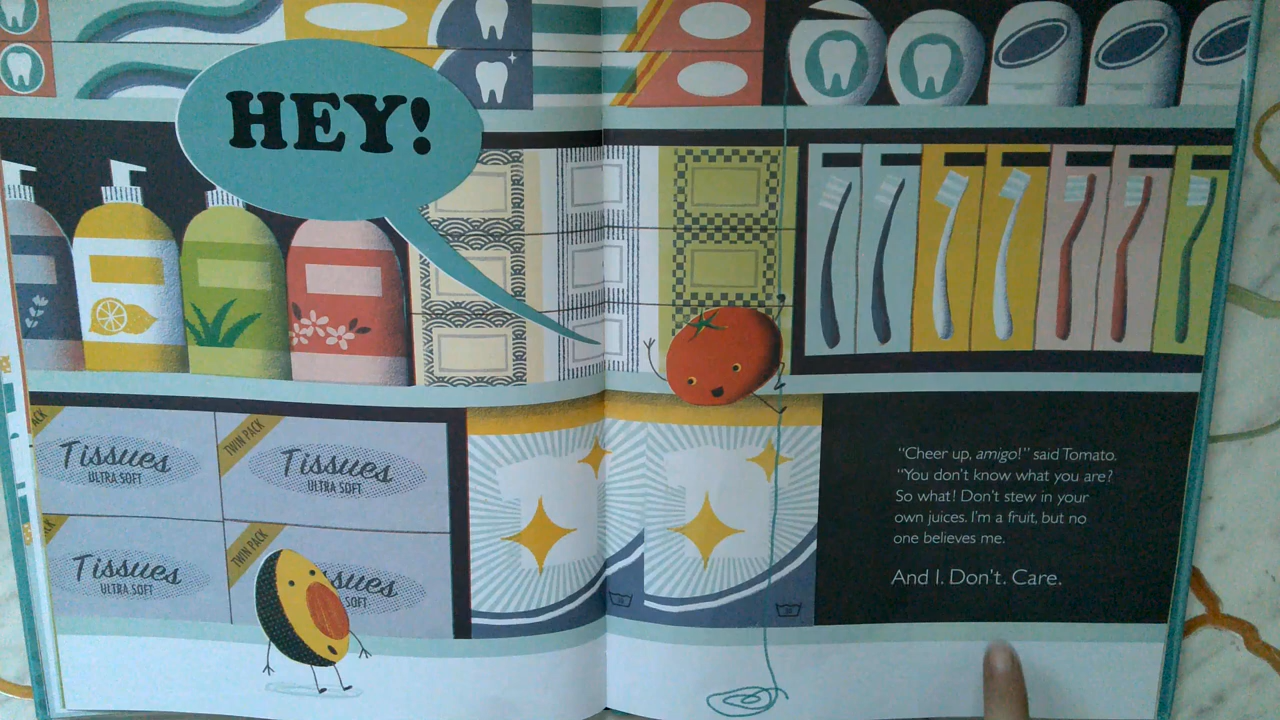 HEY!
Tissues
ULTRA SOFT
TWIN PACK
Tissues
ULTRA SOFT
Tissues
ULTRA SOFT
TWIN PACK
"Cheer up, amigo!" said Tomato.
"You don't know what you are?
So what! Don't stew in your
own juices. I'm a fruit, but no
one believes me.
And I. Don't. Care.